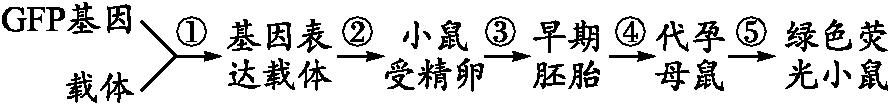 GFP基因 ① 基因表 ② 小鼠 ③ 早期 ④ 代孕 ⑤ 绿色荧
载体 达载体 受精卵 胚胎 母鼠 光小鼠